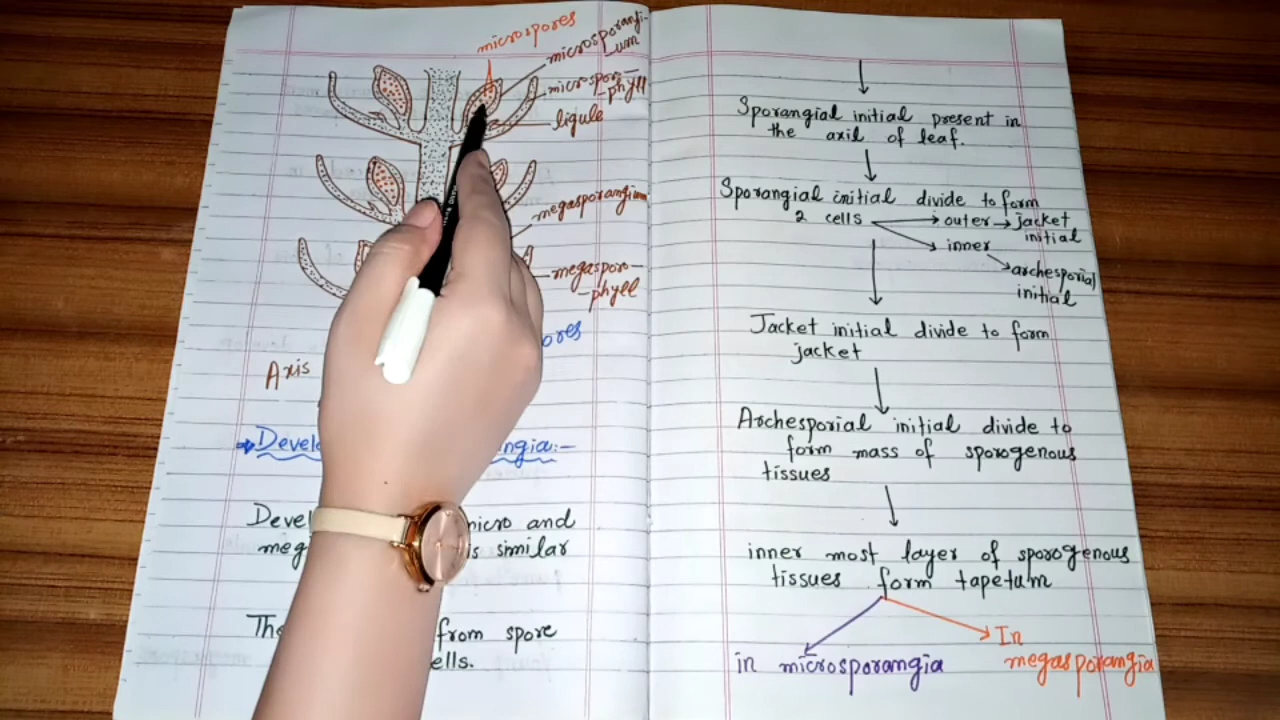 microspores
microsporangi-
-um
microsporo-
-phyll
ligule
megasporangium
megasporo-
-phyll
ores
Axis
Devel ngia:-
Devel micro and
meg is similar
The from spore
ells.
Sporangial initial present in
the axil of leaf.
Sporangial initial divide to form
2 cells → outer → jacket
initial
→ inner
→ archesporial
initial
Jacket initial divide to form
jacket
Archesporial initial divide to
form mass of sporogenous
tissues
inner most layer of sporogenous
tissues form tapetum
in microsporangia
In
megasporangia